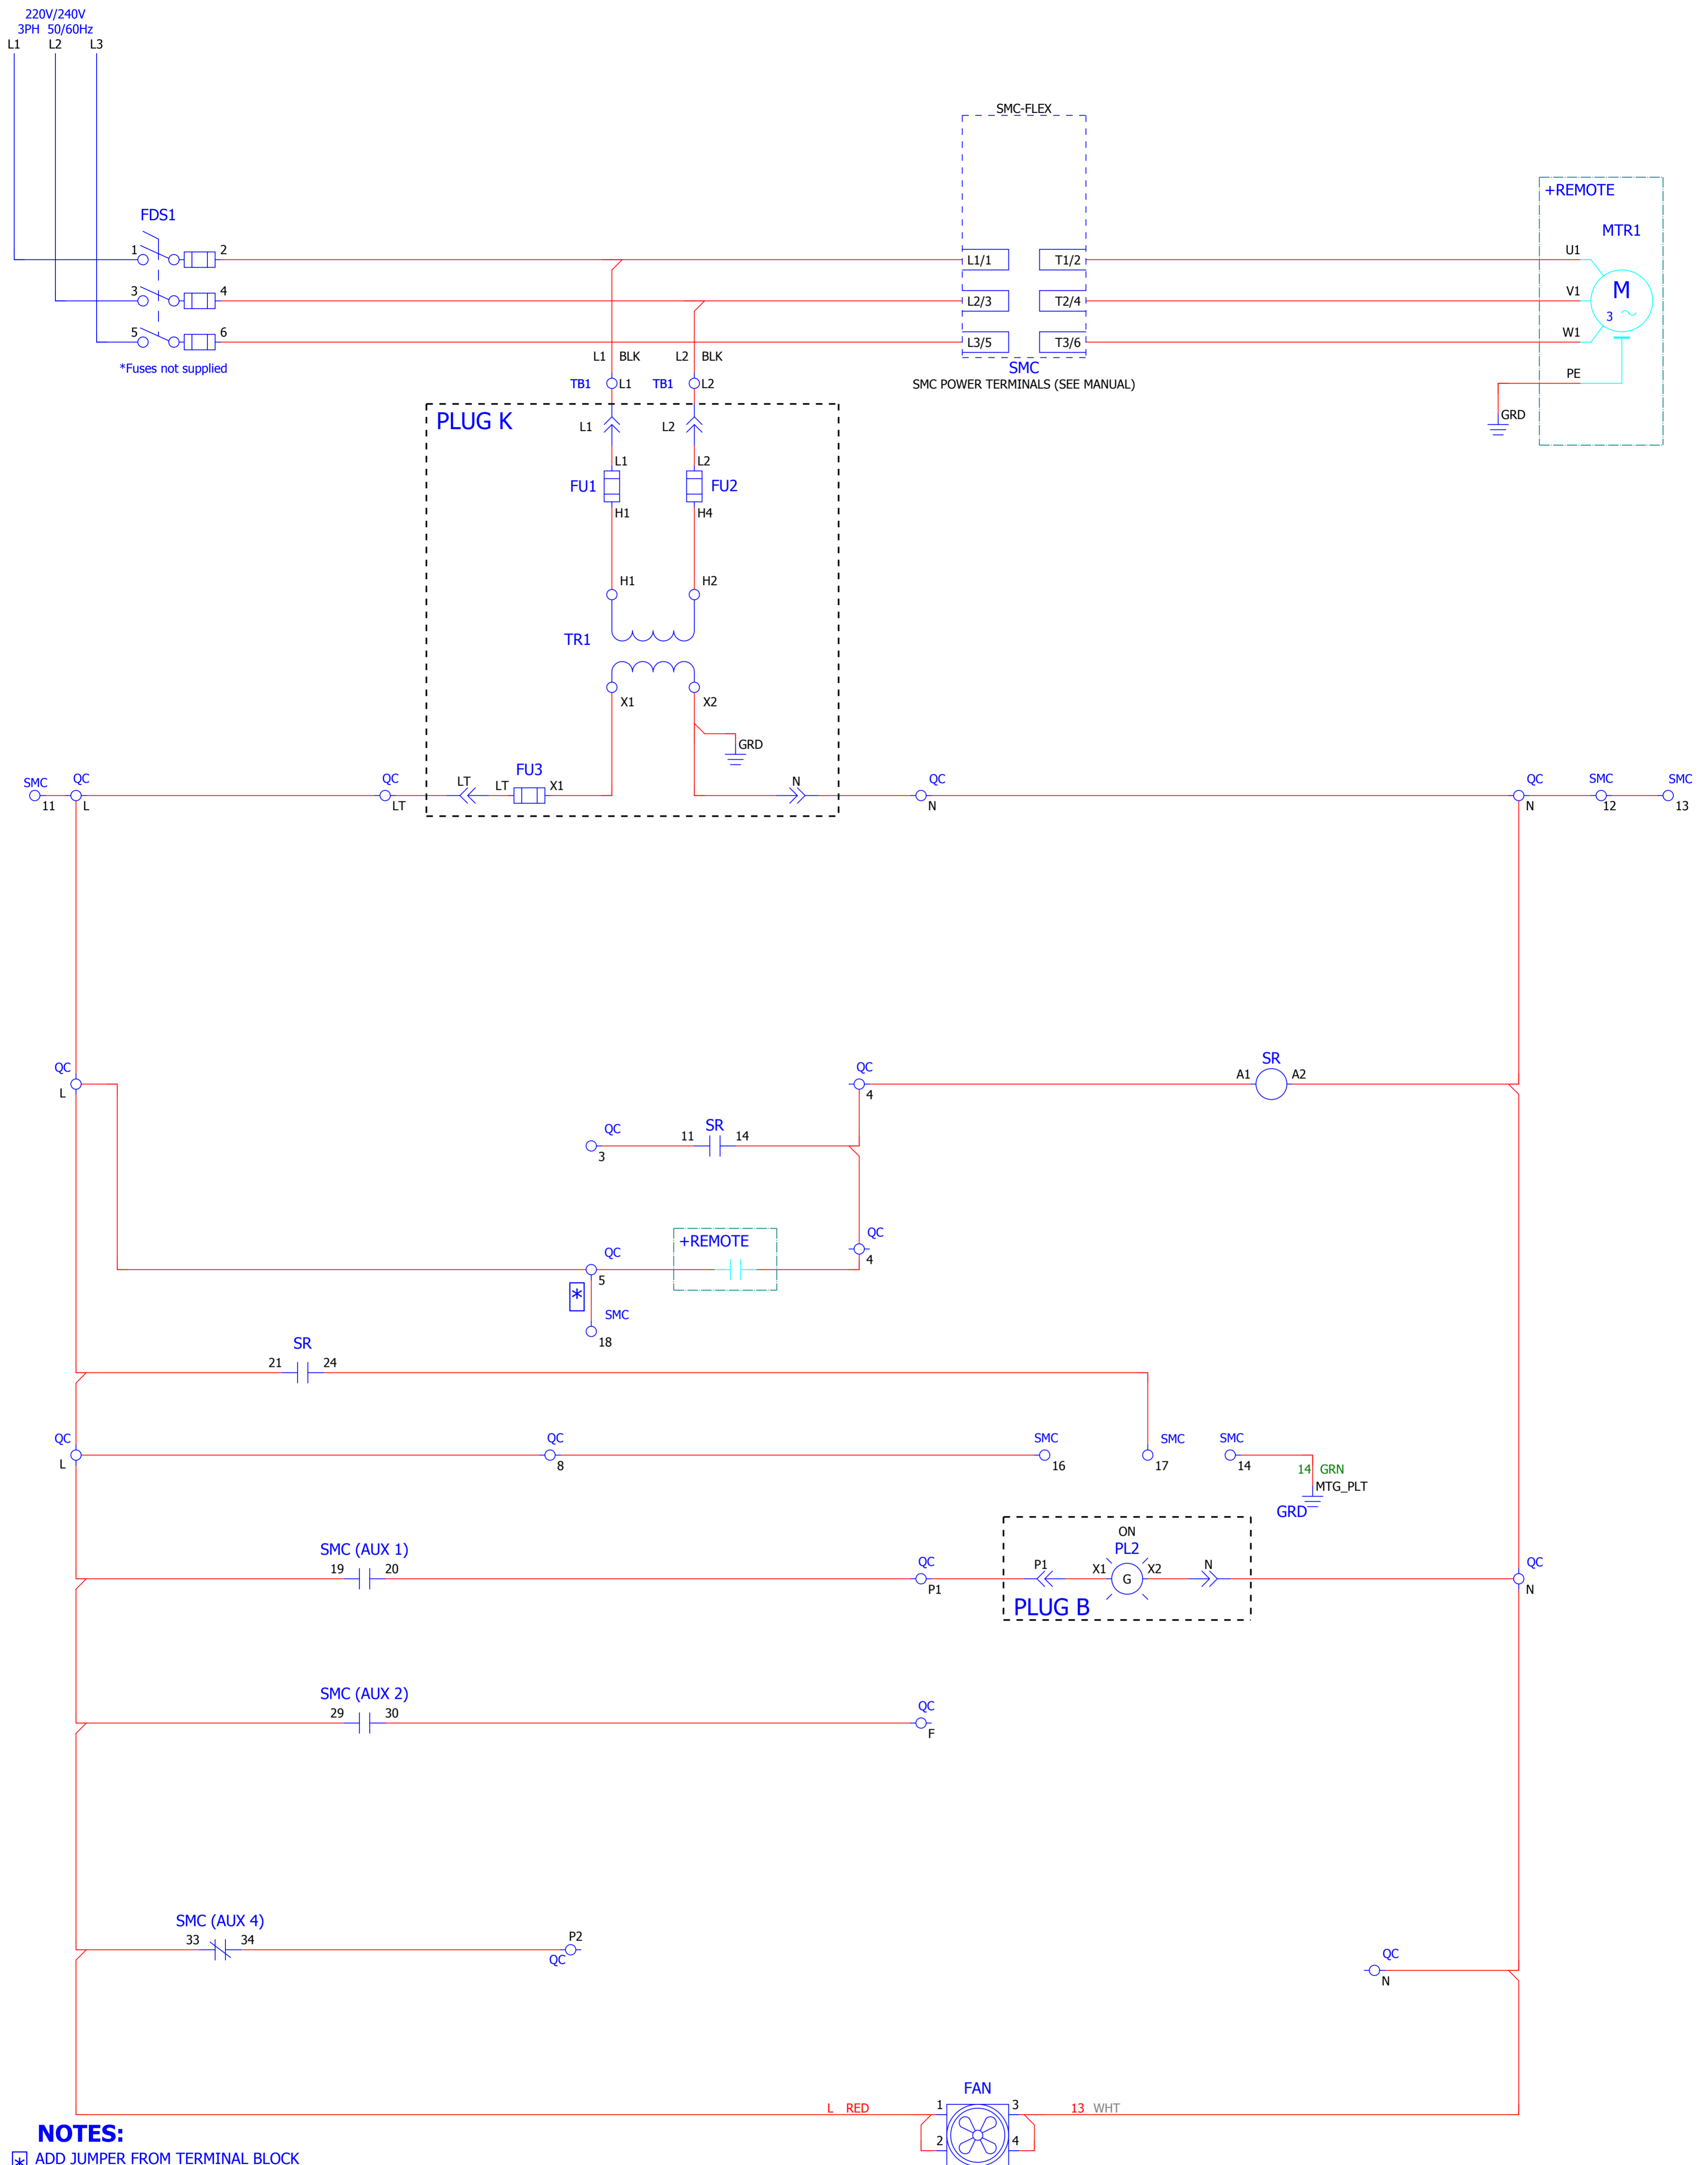 220V/240V
3PH 50/60Hz
L1 L2 L3
SMC-FLEX
+REMOTE
FDS1
MTR1
1 2 L1/1 T1/2 U1
3 4 L2/3 T2/4 V1
M
3
5 6 L3/5 T3/6 W1
*Fuses not supplied
L1 BLK L2 BLK
SMC
SMC POWER TERMINALS (SEE MANUAL)
PE
TB1 L1 TB1 L2
GRD
PLUG K
L1 L2
L1 L2
FU1 FU2
H1 H4
H1 H2
TR1
X1 X2
GRD
SMC QC QC LT LT FU3 X1 N QC QC SMC SMC
11 L LT N N 12 13
QC QC SR
L 4 A1 A2
QC SR
3 11 14
QC +REMOTE QC
5 4
* SMC
18
SR
21 24
QC QC SMC SMC SMC
L 8 16 17 14
14 GRN
MTG_PLT
GRD
SMC (AUX 1)
19 20
QC
P1
ON
PL2
P1 X1 G X2 N
PLUG B
QC
N
SMC (AUX 2)
29 30
QC
F
SMC (AUX 4)
33 34
P2
QC
QC
N
FAN
L RED 1 3 13 WHT
2 4
NOTES:
* ADD JUMPER FROM TERMINAL BLOCK